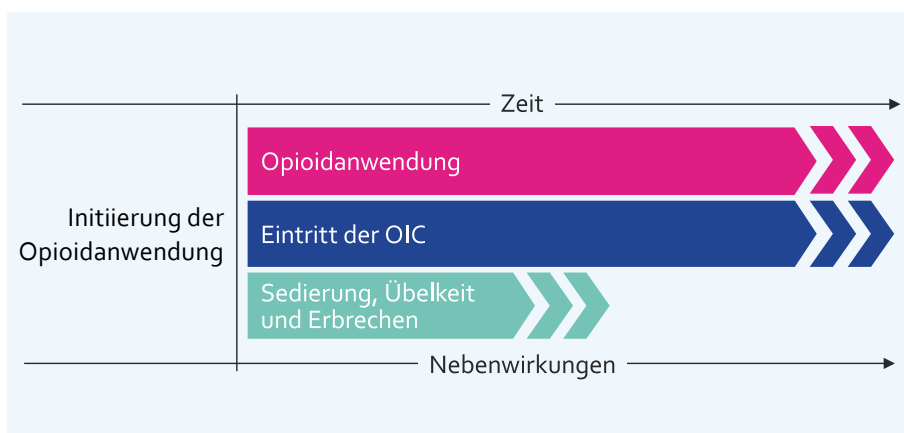 Zeit
Opioidanwendung
Initiierung der
Opioidanwendung
Eintritt der OIC
Sedierung, Übelkeit
und Erbrechen
Nebenwirkungen